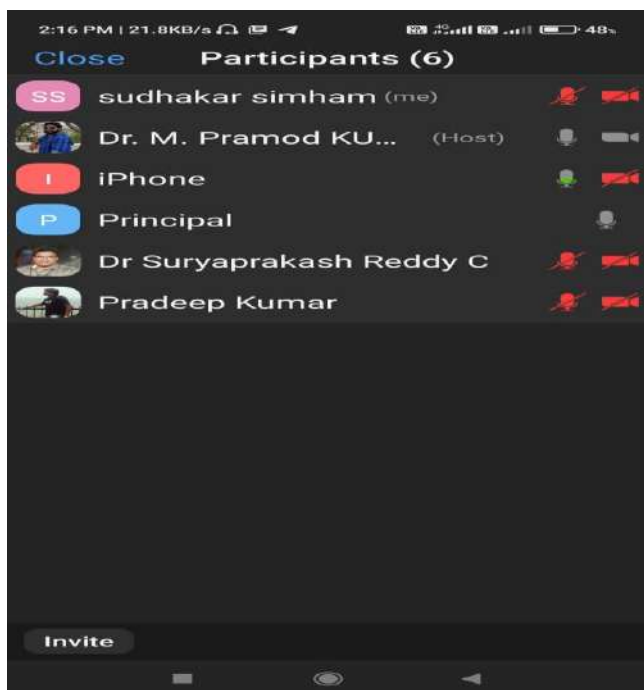 2:16 PM | 21.8KB/s 48%
Close Participants (6)
SS sudhakar simham (me)
Dr. M. Pramod KU... (Host)
I iPhone
P Principal
Dr Suryaprakash Reddy C
Pradeep Kumar
Invite